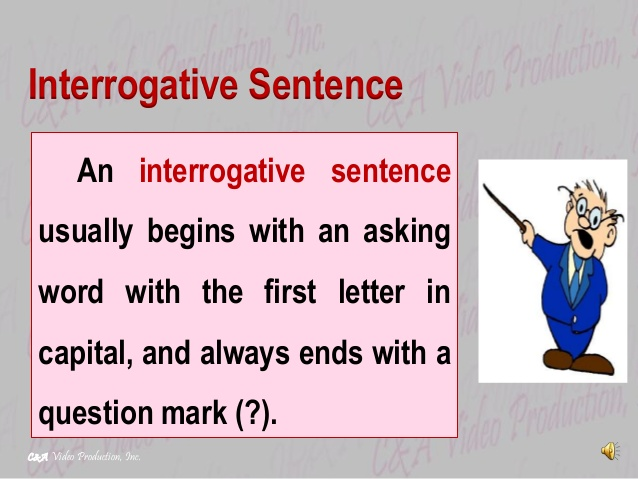 Interrogative Sentence
An interrogative sentence
usually begins with an asking
word with the first letter in
capital, and always ends with a
question mark (?).
C&A Video Production, Inc.